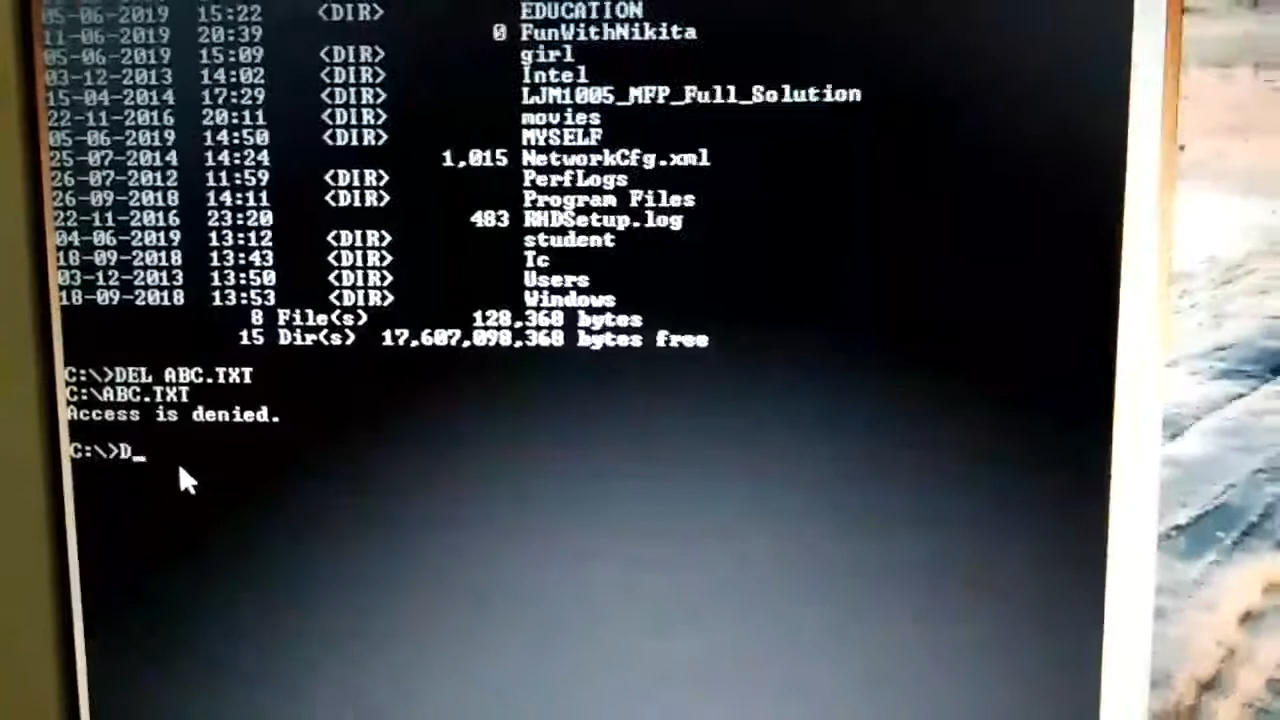 05-06-2019 15:22 <DIR> EDUCATION
11-06-2019 20:39 0 FunWithNikita
05-06-2019 15:09 <DIR> girl
03-12-2013 14:02 <DIR> Intel
15-04-2014 17:29 <DIR> LJM1005_MFP_Full_Solution
22-11-2016 20:11 <DIR> movies
05-06-2019 14:50 <DIR> MYSELF
25-07-2014 14:24 1,015 NetworkCfg.xml
26-07-2012 11:59 <DIR> PerfLogs
26-09-2018 14:11 <DIR> Program Files
22-11-2016 23:20 483 RHDSetup.log
04-06-2019 13:12 <DIR> student
18-09-2018 13:43 <DIR> Tc
03-12-2013 13:50 <DIR> Users
18-09-2018 13:53 <DIR> Windows
8 File(s) 128,368 bytes
15 Dir(s) 17,607,098,368 bytes free
C:\>DEL ABC.TXT
C:\ABC.TXT
Access is denied.
C:\>D_